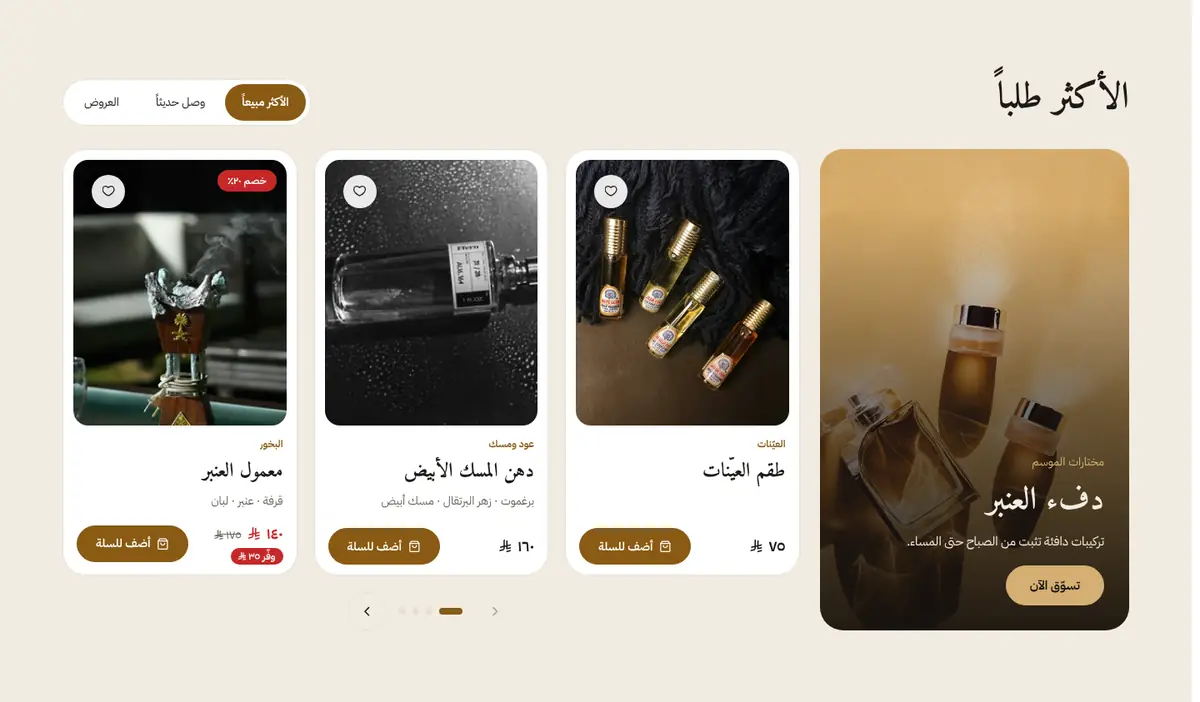 الأكثر طلباً
الأكثر مبيعاً
وصل حديثاً
العروض
مختارات الموسم
دفء العنبر
تركيبات دافئة تثبت من الصباح حتى المساء.
تسوّق الآن
العيّنات
طقم العيّنات
٧٥
أضف للسلة
عود ومسك
دهن المسك الأبيض
برغموت · زهر البرتقال · مسك أبيض
١٦٠
أضف للسلة
خصم ٢٠٪
البخور
معمول العنبر
قرفة · عنبر · لبان
١٤٠ ١٧٥
وفّر ٣٥
أضف للسلة